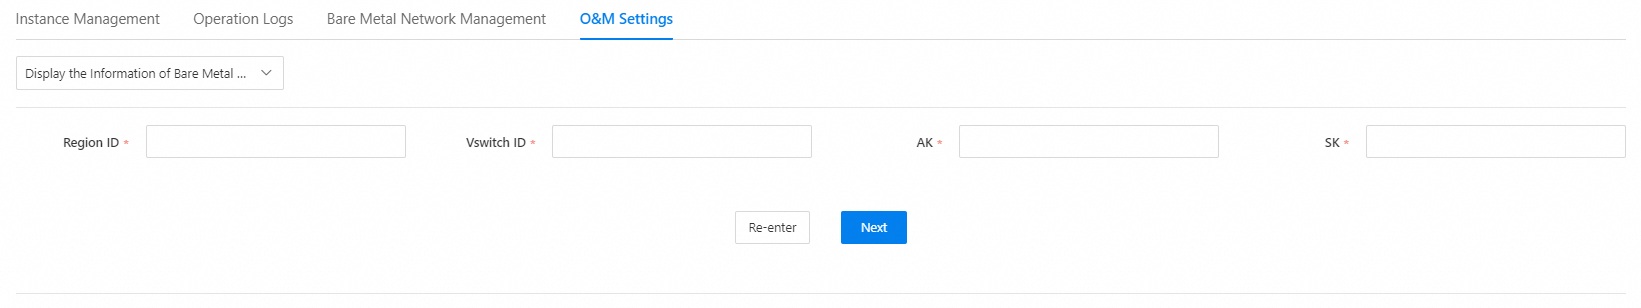 Instance Management Operation Logs Bare Metal Network Management O&M Settings
Display the Information of Bare Metal ...
Region ID * Vswitch ID * AK * SK *
Re-enter Next